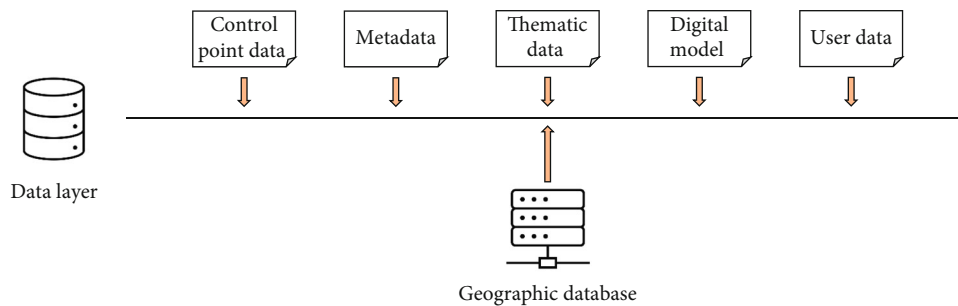 Control
point data
Metadata
Thematic
data
Digital
model
User data
Data layer
Geographic database